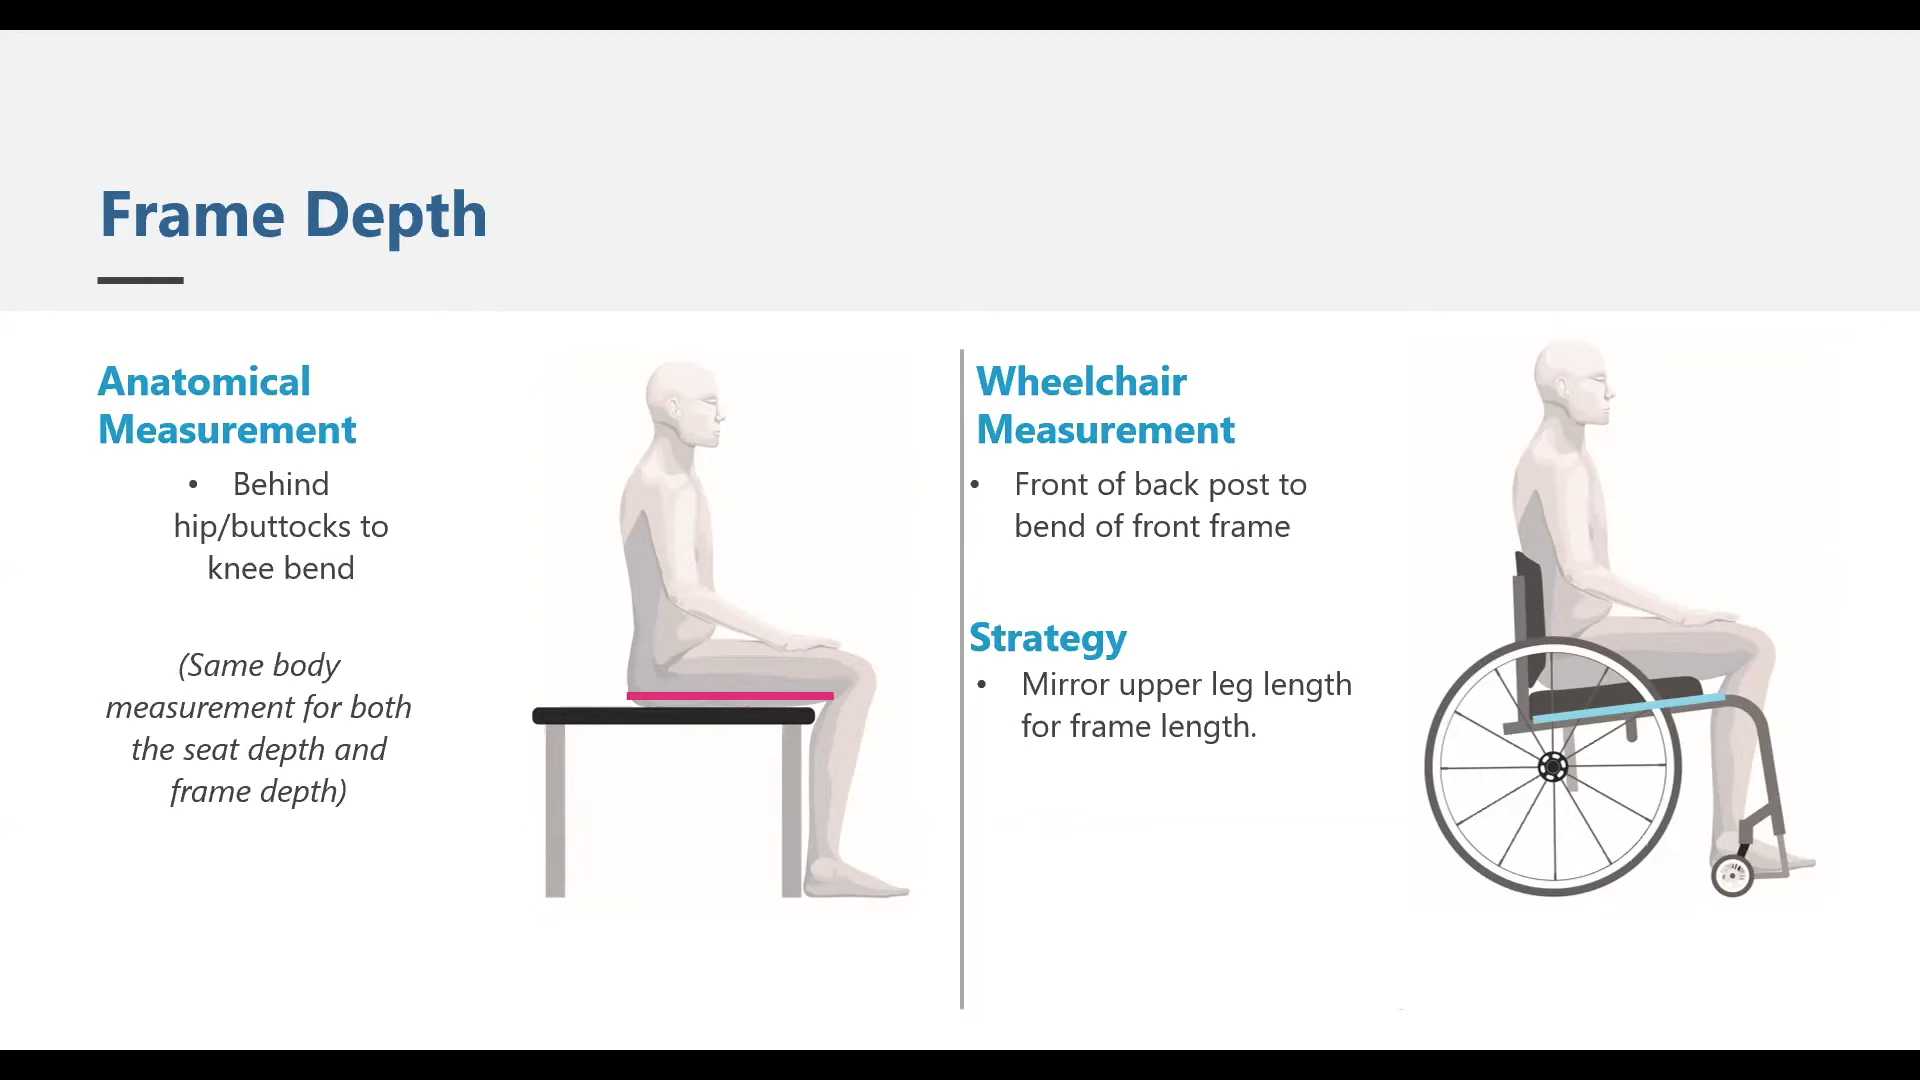 Frame Depth
Anatomical
Measurement
• Behind
hip/buttocks to
knee bend
(Same body
measurement for both
the seat depth and
frame depth)
Wheelchair
Measurement
• Front of back post to
bend of front frame
Strategy
• Mirror upper leg length
for frame length.